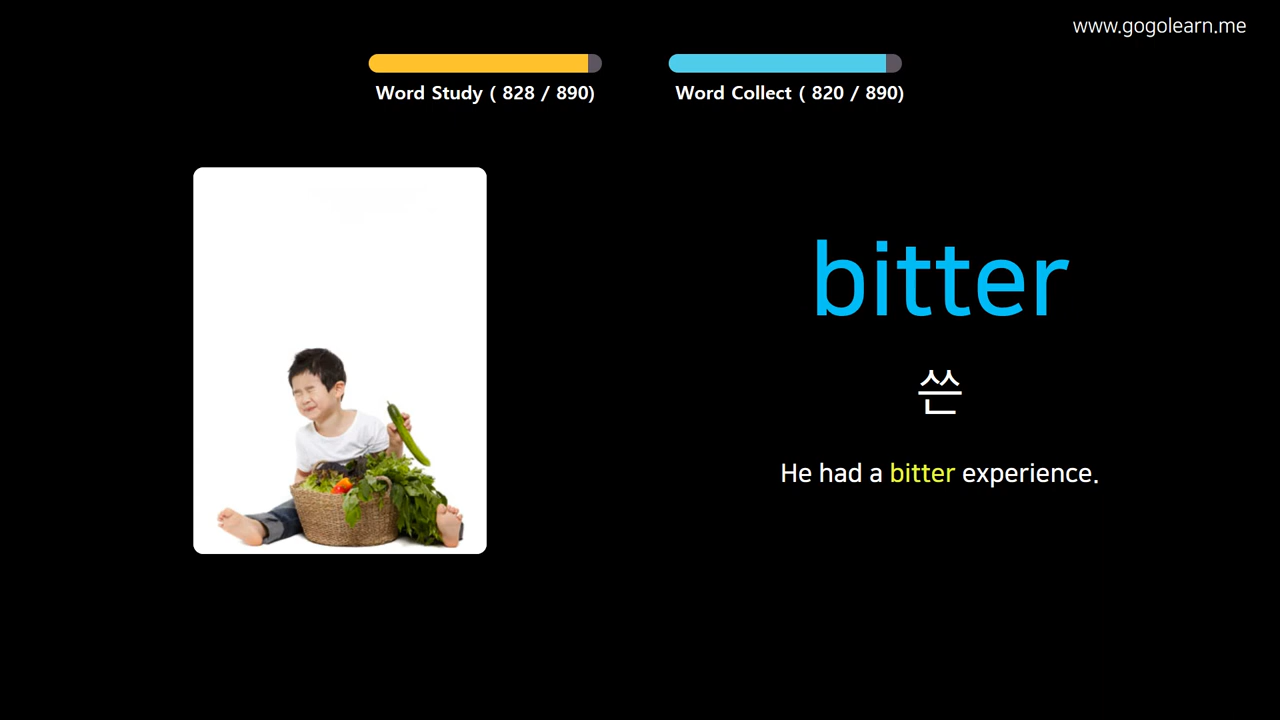 www.gogolearn.me
Word Study ( 828 / 890)
Word Collect ( 820 / 890)
bitter
쓴
He had a bitter experience.